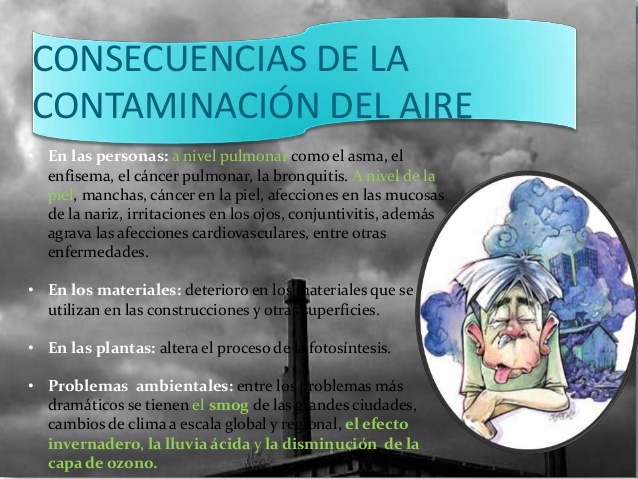 CONSECUENCIAS DE LA
CONTAMINACIÓN DEL AIRE
• En las personas: a nivel pulmonar como el asma, el
enfisema, el cáncer pulmonar, la bronquitis. A nivel de la
piel, manchas, cáncer en la piel, afecciones en las mucosas
de la nariz, irritaciones en los ojos, conjuntivitis, además
agrava las afecciones cardiovasculares, entre otras
enfermedades.
• En los materiales: deterioro en los materiales que se
utilizan en las construcciones y otras superficies.
• En las plantas: altera el proceso de la fotosíntesis.
• Problemas ambientales: entre los problemas más
dramáticos se tienen el smog de las grandes ciudades,
cambios de clima a escala global y regional, el efecto
invernadero, la lluvia ácida y la disminución de la
capa de ozono.